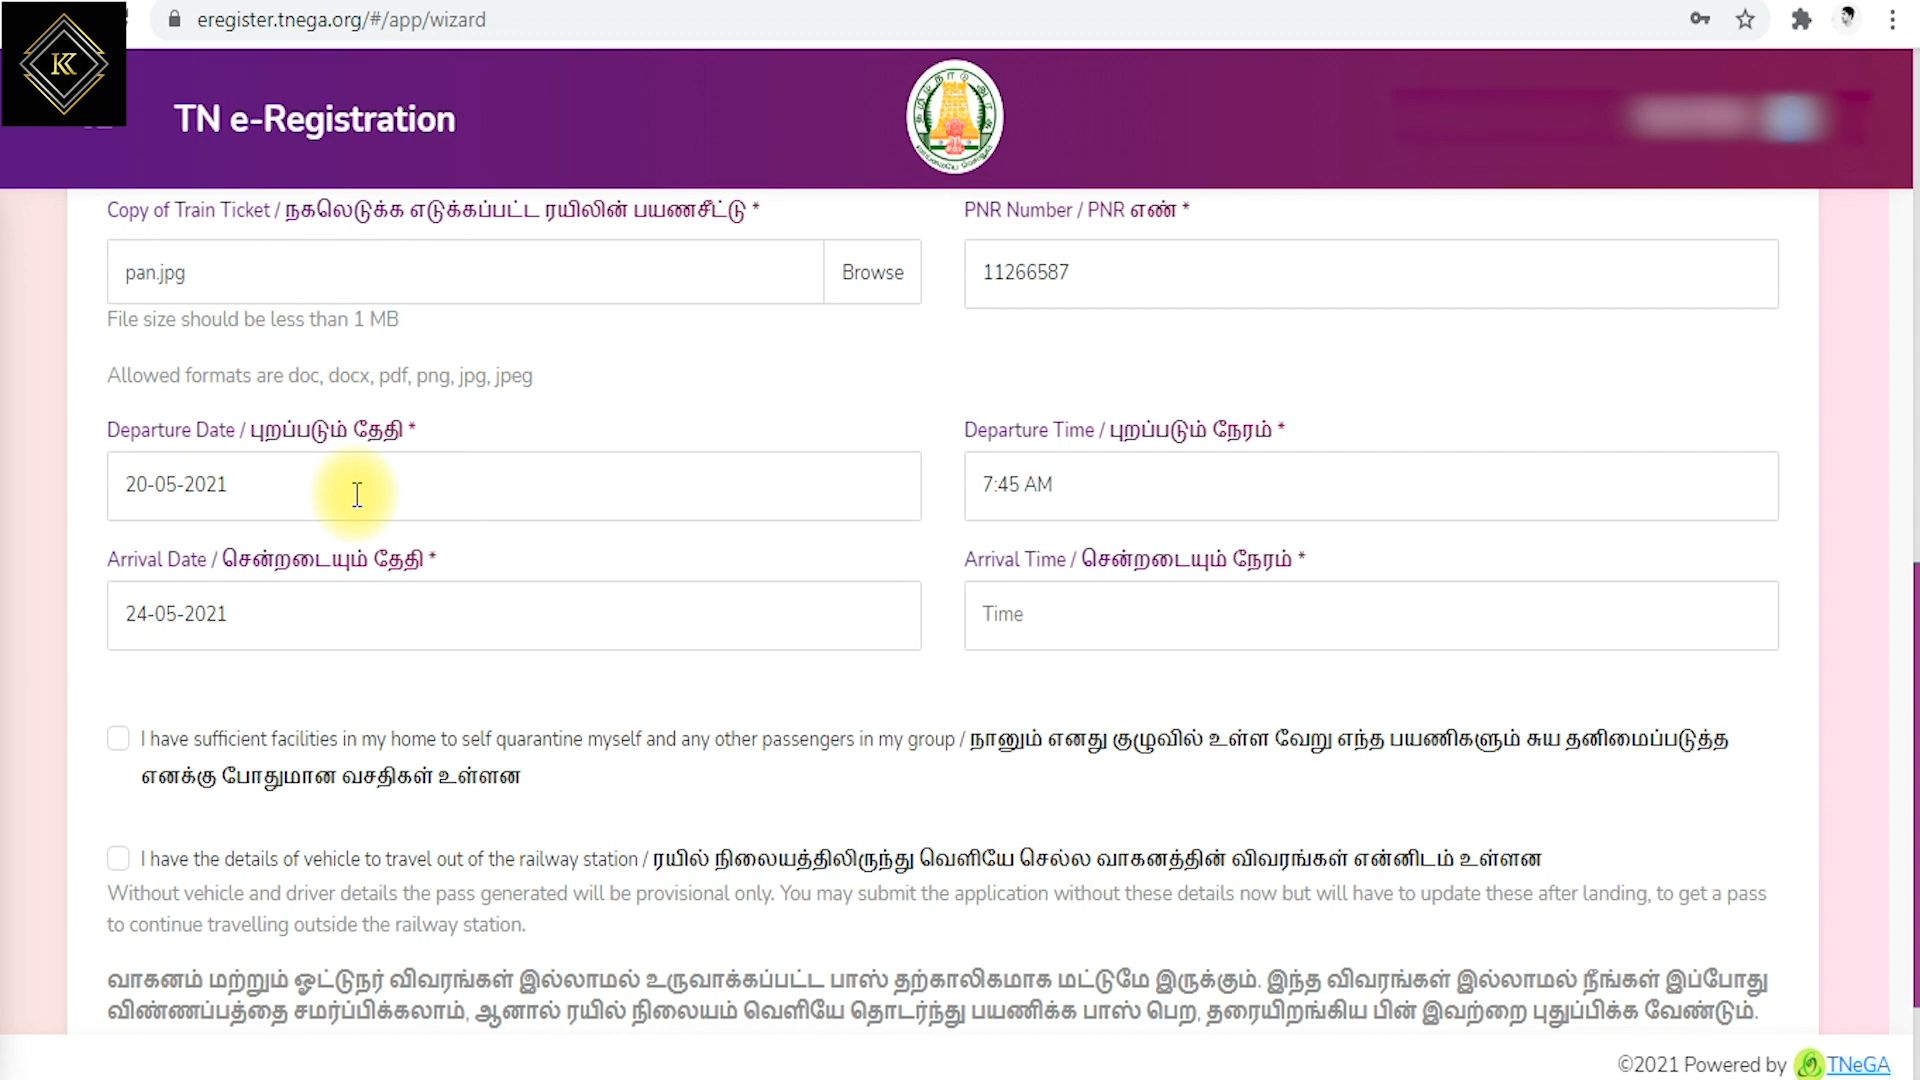 eregister.tnega.org/#/app/wizard
TN e-Registration
Copy of Train Ticket / நகலெடுக்க எடுக்கப்பட்ட ரயிலின் பயணசீட்டு *
PNR Number / PNR எண் *
pan.jpg
Browse
11266587
File size should be less than 1 MB
Allowed formats are doc, docx, pdf, png, jpg, jpeg
Departure Date / புறப்படும் தேதி *
Departure Time / புறப்படும் நேரம் *
20-05-2021
7:45 AM
Arrival Date / சென்றடையும் தேதி *
Arrival Time / சென்றடையும் நேரம் *
24-05-2021
Time
I have sufficient facilities in my home to self quarantine myself and any other passengers in my group / நானும் எனது குழுவில் உள்ள வேறு எந்த பயணிகளும் சுய தனிமைப்படுத்த
எனக்கு போதுமான வசதிகள் உள்ளன
I have the details of vehicle to travel out of the railway station / ரயில் நிலையத்திலிருந்து வெளியே செல்ல வாகனத்தின் விவரங்கள் என்னிடம் உள்ளன
Without vehicle and driver details the pass generated will be provisional only. You may submit the application without these details now but will have to update these after landing, to get a pass
to continue travelling outside the railway station.
வாகனம் மற்றும் ஓட்டுநர் விவரங்கள் இல்லாமல் உருவாக்கப்பட்ட பாஸ் தற்காலிகமாக மட்டுமே இருக்கும். இந்த விவரங்கள் இல்லாமல் நீங்கள் இப்போது
விண்ணப்பத்தை சமர்ப்பிக்கலாம், ஆனால் ரயில் நிலையம் வெளியே தொடர்ந்து பயணிக்க பாஸ் பெற, தரையிறங்கிய பின் இவற்றை புதுப்பிக்க வேண்டும்.
©2021 Powered by TNeGA